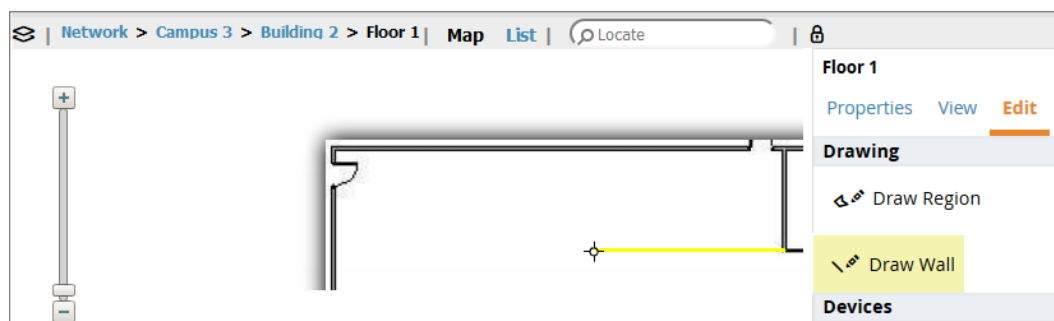 | Network > Campus 3 > Building 2 > Floor 1 | Map List | Locate |
Floor 1
Properties View Edit
Drawing
Draw Region
Draw Wall
Devices